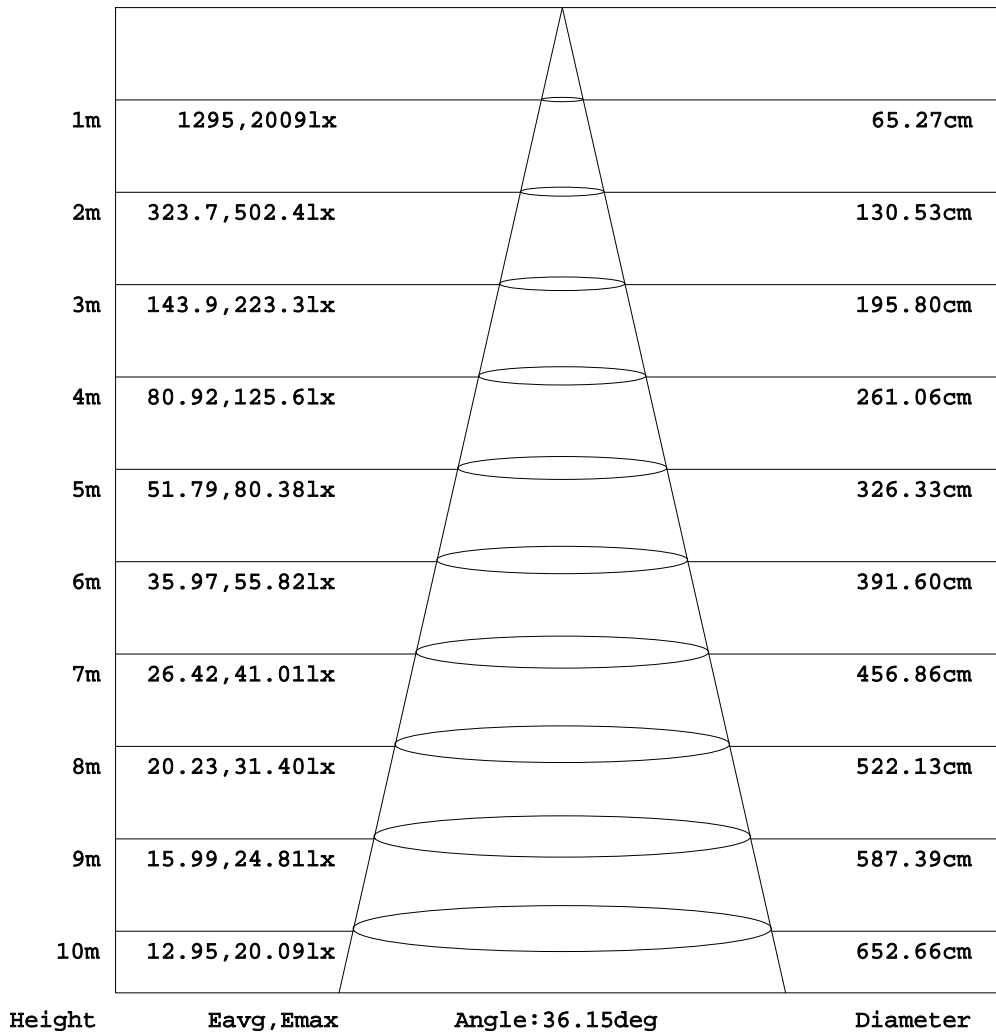 1m 1295,2009lx 65.27cm
2m 323.7,502.4lx 130.53cm
3m 143.9,223.3lx 195.80cm
4m 80.92,125.6lx 261.06cm
5m 51.79,80.38lx 326.33cm
6m 35.97,55.82lx 391.60cm
7m 26.42,41.01lx 456.86cm
8m 20.23,31.40lx 522.13cm
9m 15.99,24.81lx 587.39cm
10m 12.95,20.09lx 652.66cm
Height Eavg,Emax Angle:36.15deg Diameter